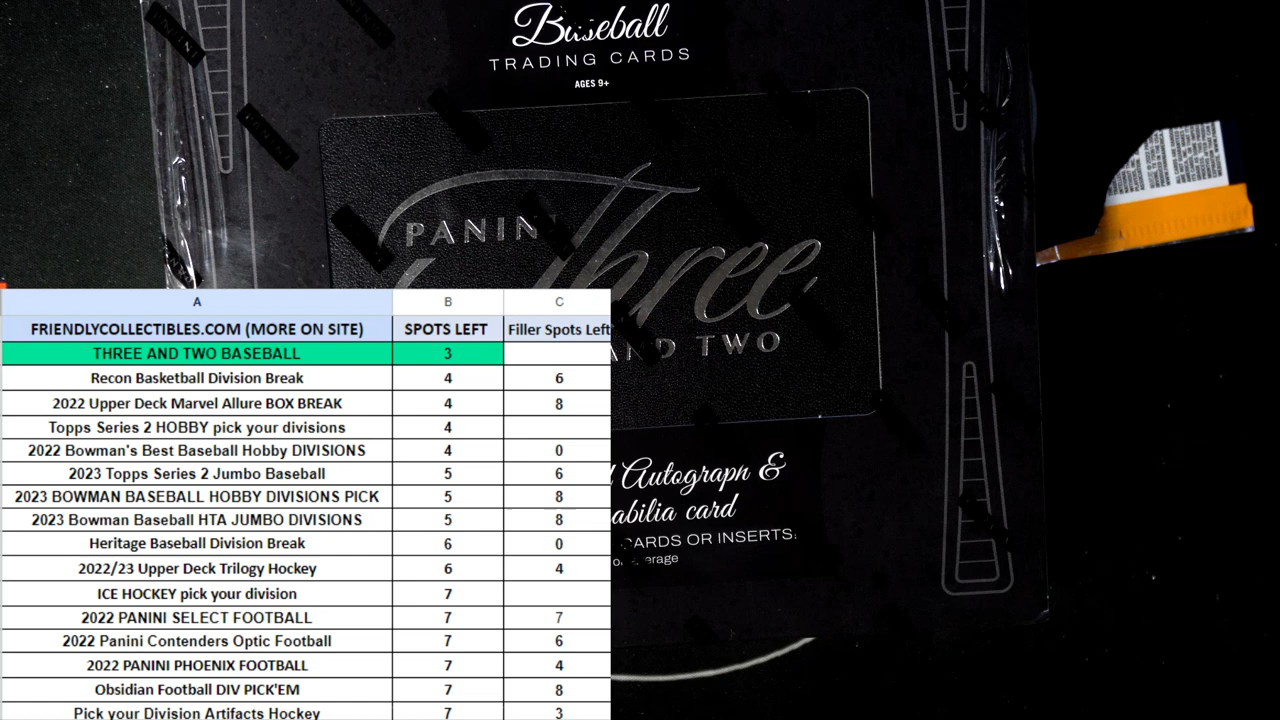 Baseball
TRADING CARDS
AGES 9+
PANINI
Three
AND TWO
Autograph &
card
CARDS OR INSERTS.
A B C
FRIENDLYCOLLECTIBLES.COM (MORE ON SITE) SPOTS LEFT Filler Spots Left
THREE AND TWO BASEBALL 3
Recon Basketball Division Break 4 6
2022 Upper Deck Marvel Allure BOX BREAK 4 8
Topps Series 2 HOBBY pick your divisions 4
2022 Bowman's Best Baseball Hobby DIVISIONS 4 0
2023 Topps Series 2 Jumbo Baseball 5 6
2023 BOWMAN BASEBALL HOBBY DIVISIONS PICK 5 8
2023 Bowman Baseball HTA JUMBO DIVISIONS 5 8
Heritage Baseball Division Break 6 0
2022/23 Upper Deck Trilogy Hockey 6 4
ICE HOCKEY pick your division 7
2022 PANINI SELECT FOOTBALL 7 7
2022 Panini Contenders Optic Football 7 6
2022 PANINI PHOENIX FOOTBALL 7 4
Obsidian Football DIV PICK'EM 7 8
Pick your Division Artifacts Hockey 7 3